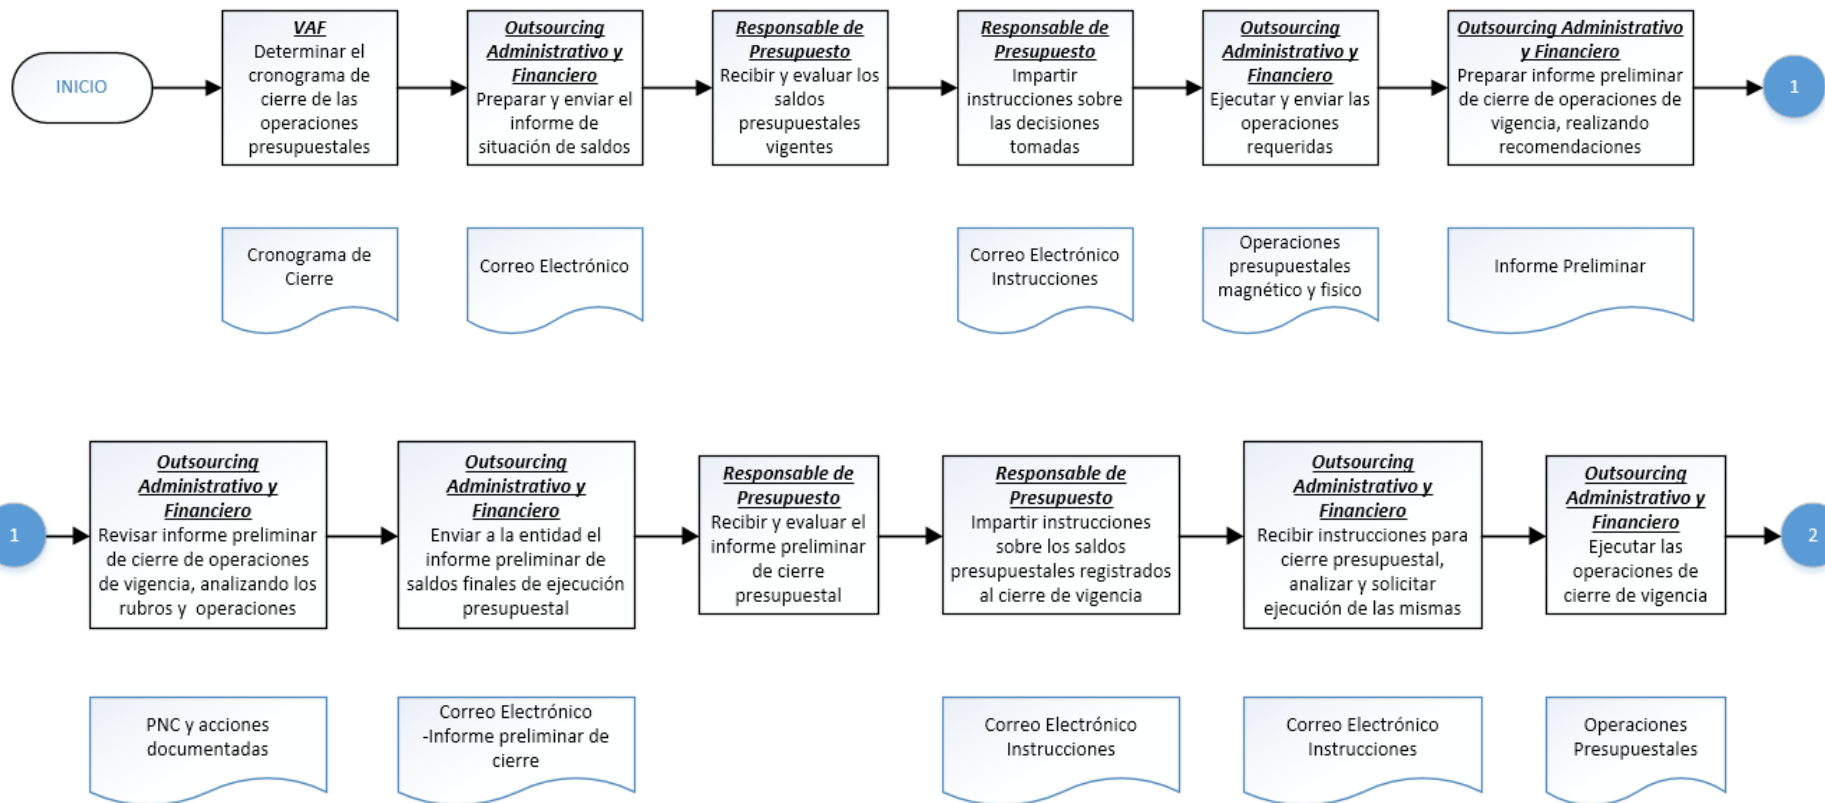 INICIO
VAF
Determinar el
cronograma de
cierre de las
operaciones
presupuestales
Outsourcing
Administrativo y
Financiero
Preparar y enviar el
informe de
situación de saldos
Responsable de
Presupuesto
Recibir y evaluar los
saldos
presupuestales
vigentes
Responsable de
Presupuesto
Impartir
instrucciones sobre
las decisiones
tomadas
Outsourcing
Administrativo y
Financiero
Ejecutar y enviar las
operaciones
requeridas
Outsourcing Administrativo
y Financiero
Preparar informe preliminar
de cierre de operaciones de
vigencia, realizando
recomendaciones
1
Cronograma de
Cierre
Correo Electrónico
Correo Electrónico
Instrucciones
Operaciones
presupuestales
magnético y fisico
Informe Preliminar
1
Outsourcing
Administrativo y
Financiero
Revisar informe preliminar
de cierre de operaciones
de vigencia, analizando los
rubros y operaciones
Outsourcing
Administrativo y
Financiero
Enviar a la entidad el
informe preliminar de
saldos finales de ejecución
presupuestal
Responsable de
Presupuesto
Recibir y evaluar el
informe preliminar
de cierre
presupuestal
Responsable de
Presupuesto
Impartir instrucciones
sobre los saldos
presupuestales registrados
al cierre de vigencia
Outsourcing
Administrativo y
Financiero
Recibir instrucciones para
cierre presupuestal,
analizar y solicitar
ejecución de las mismas
Outsourcing
Administrativo y
Financiero
Ejecutar las
operaciones de
cierre de vigencia
2
PNC y acciones
documentadas
Correo Electrónico
-Informe preliminar de
cierre
Correo Electrónico
Instrucciones
Correo Electrónico
Instrucciones
Operaciones
Presupuestales